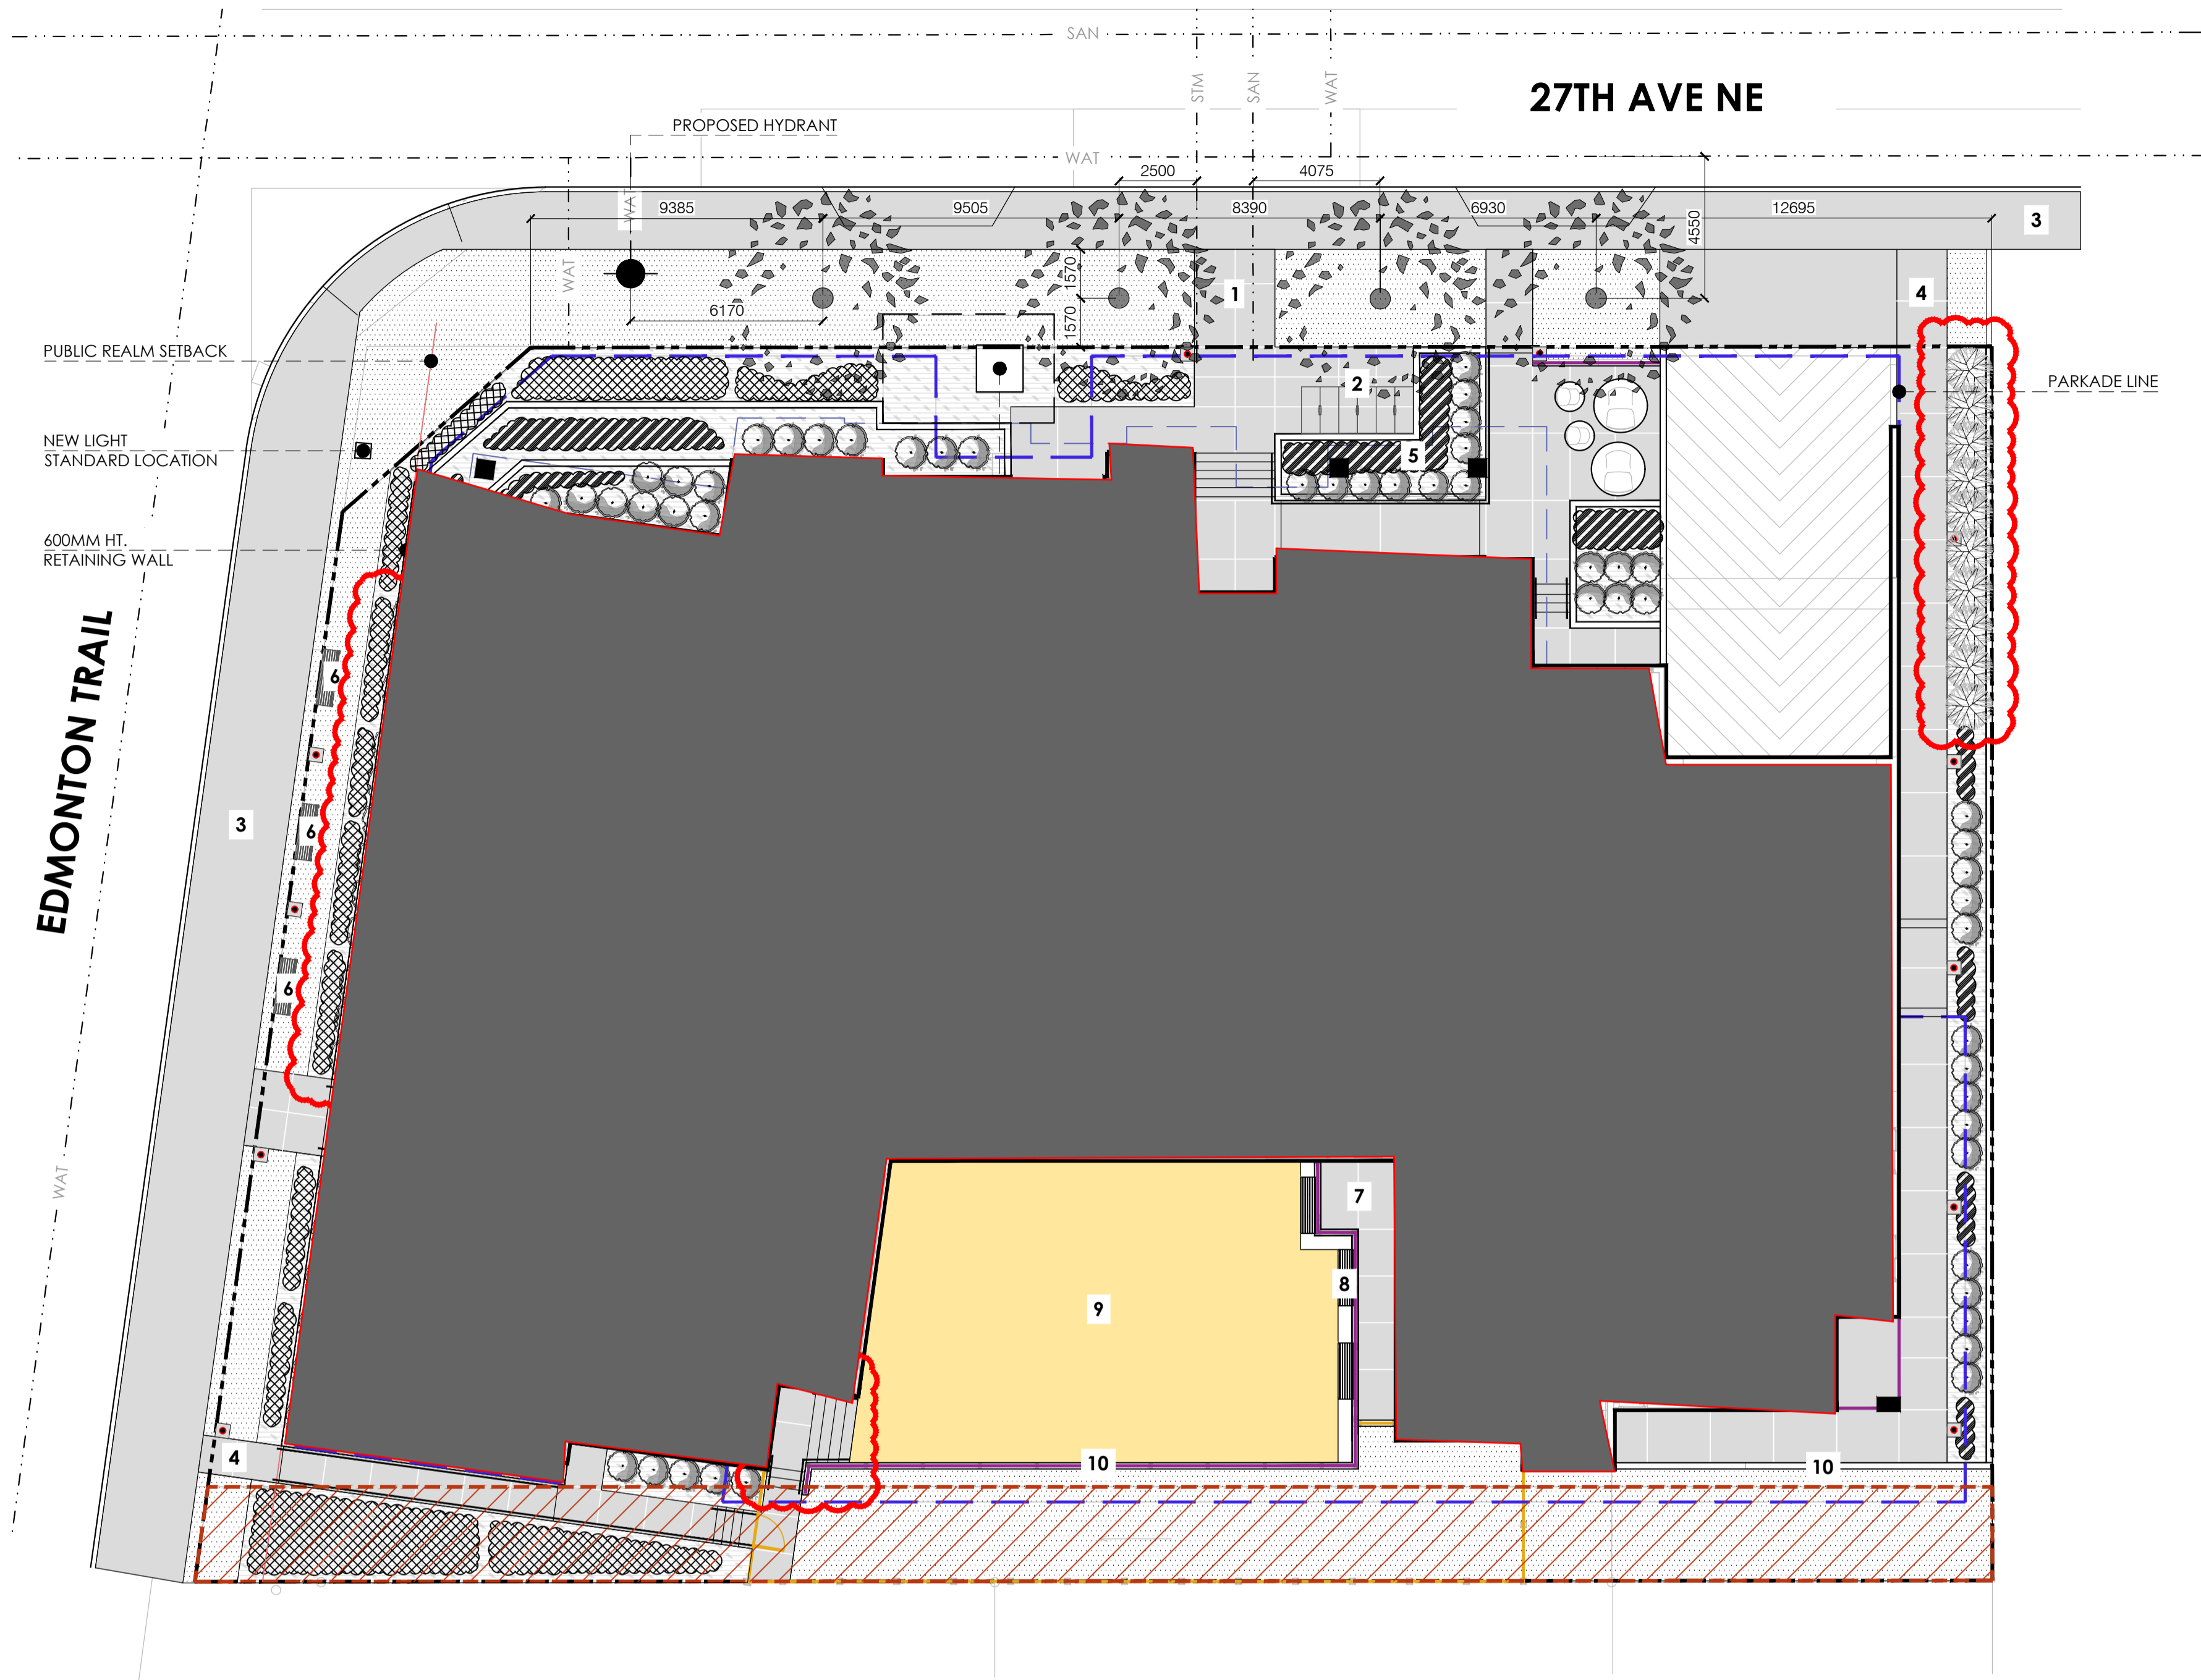 SAN
STM
SAN
WAT
27TH AVE NE
PROPOSED HYDRANT
WAT
2500
4075
WAT
9385
9505
8390
6930
12695
4550
3
WAT
1570
1
4
6170
1570
PUBLIC REALM SETBACK
2
PARKADE LINE
NEW LIGHT
STANDARD LOCATION
5
600MM HT.
RETAINING WALL
EDMONTON TRAIL
6
3
6
6
WAT
7
8
9
4
10
10